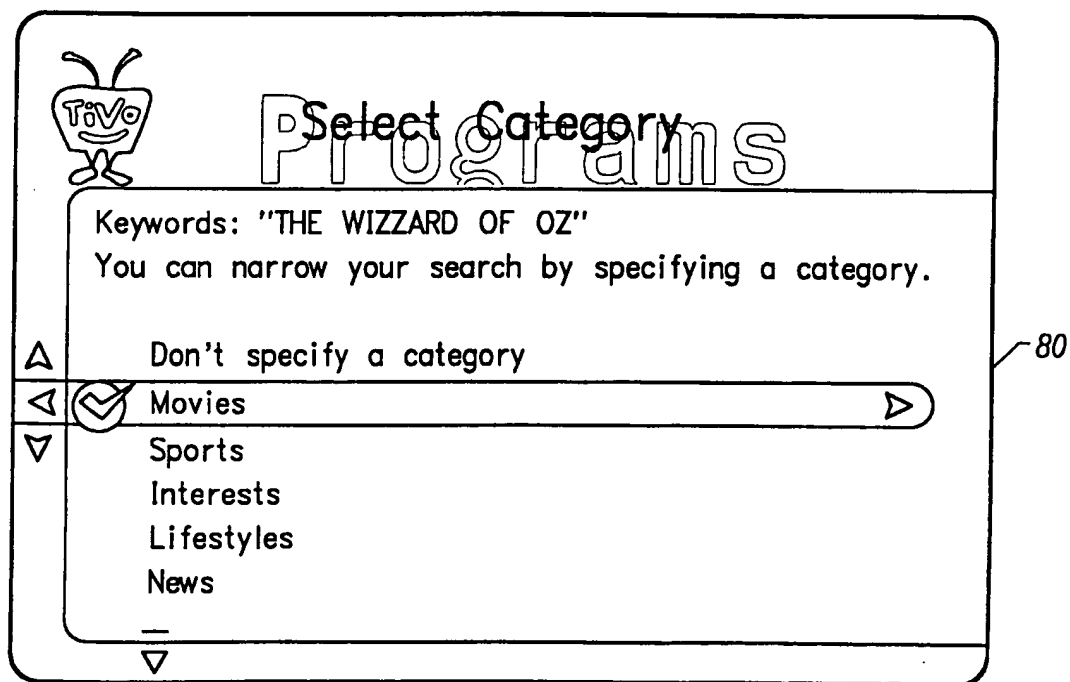 TiVo
Programs
Select Category
Keywords: "THE WIZZARD OF OZ"
You can narrow your search by specifying a category.
Don't specify a category
Movies
Sports
Interests
Lifestyles
News
80